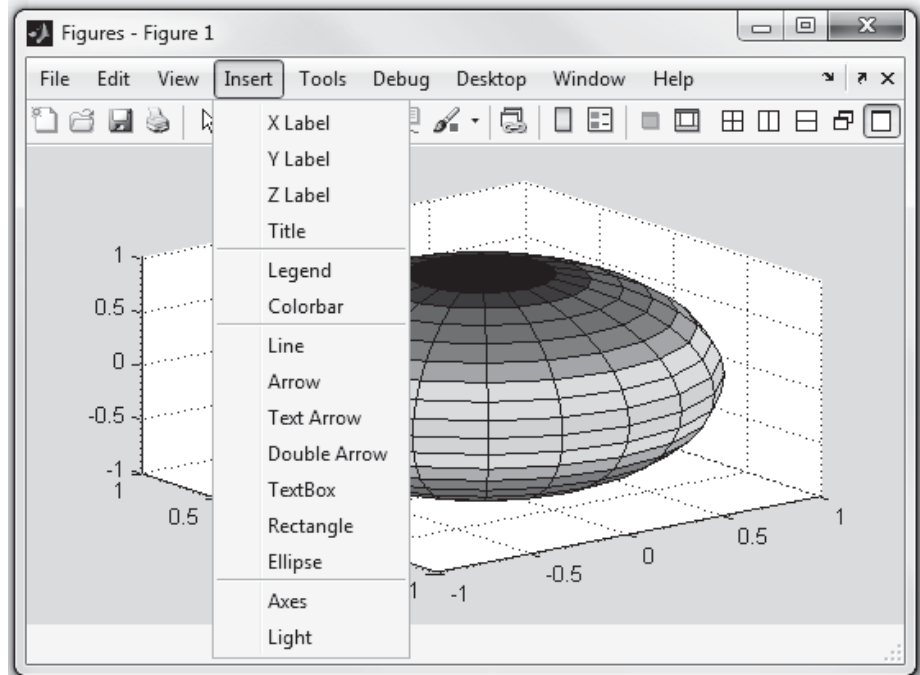 Figures - Figure 1
File Edit View Insert Tools Debug Desktop Window Help
X Label
Y Label
Z Label
Title
Legend
Colorbar
Line
Arrow
Text Arrow
Double Arrow
TextBox
Rectangle
Ellipse
Axes
Light
1
0.5
0
-0.5
-1
1
0.5
1
-1
-0.5
0
0.5
1